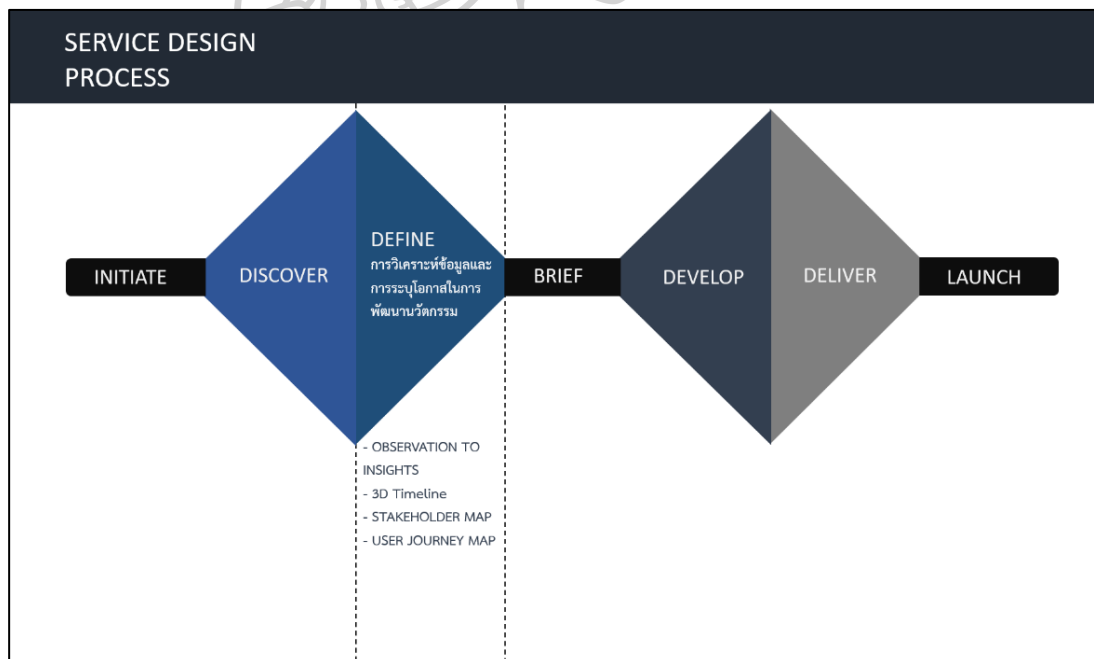 SERVICE DESIGN
PROCESS
INITIATE
DISCOVER
DEFINE
การวิเคราะห์ข้อมูลและ
การระบุโอกาสในการ
พัฒนานวัตกรรม
BRIEF
DEVELOP
DELIVER
LAUNCH
- OBSERVATION TO
INSIGHTS
- 3D Timeline
- STAKEHOLDER MAP
- USER JOURNEY MAP